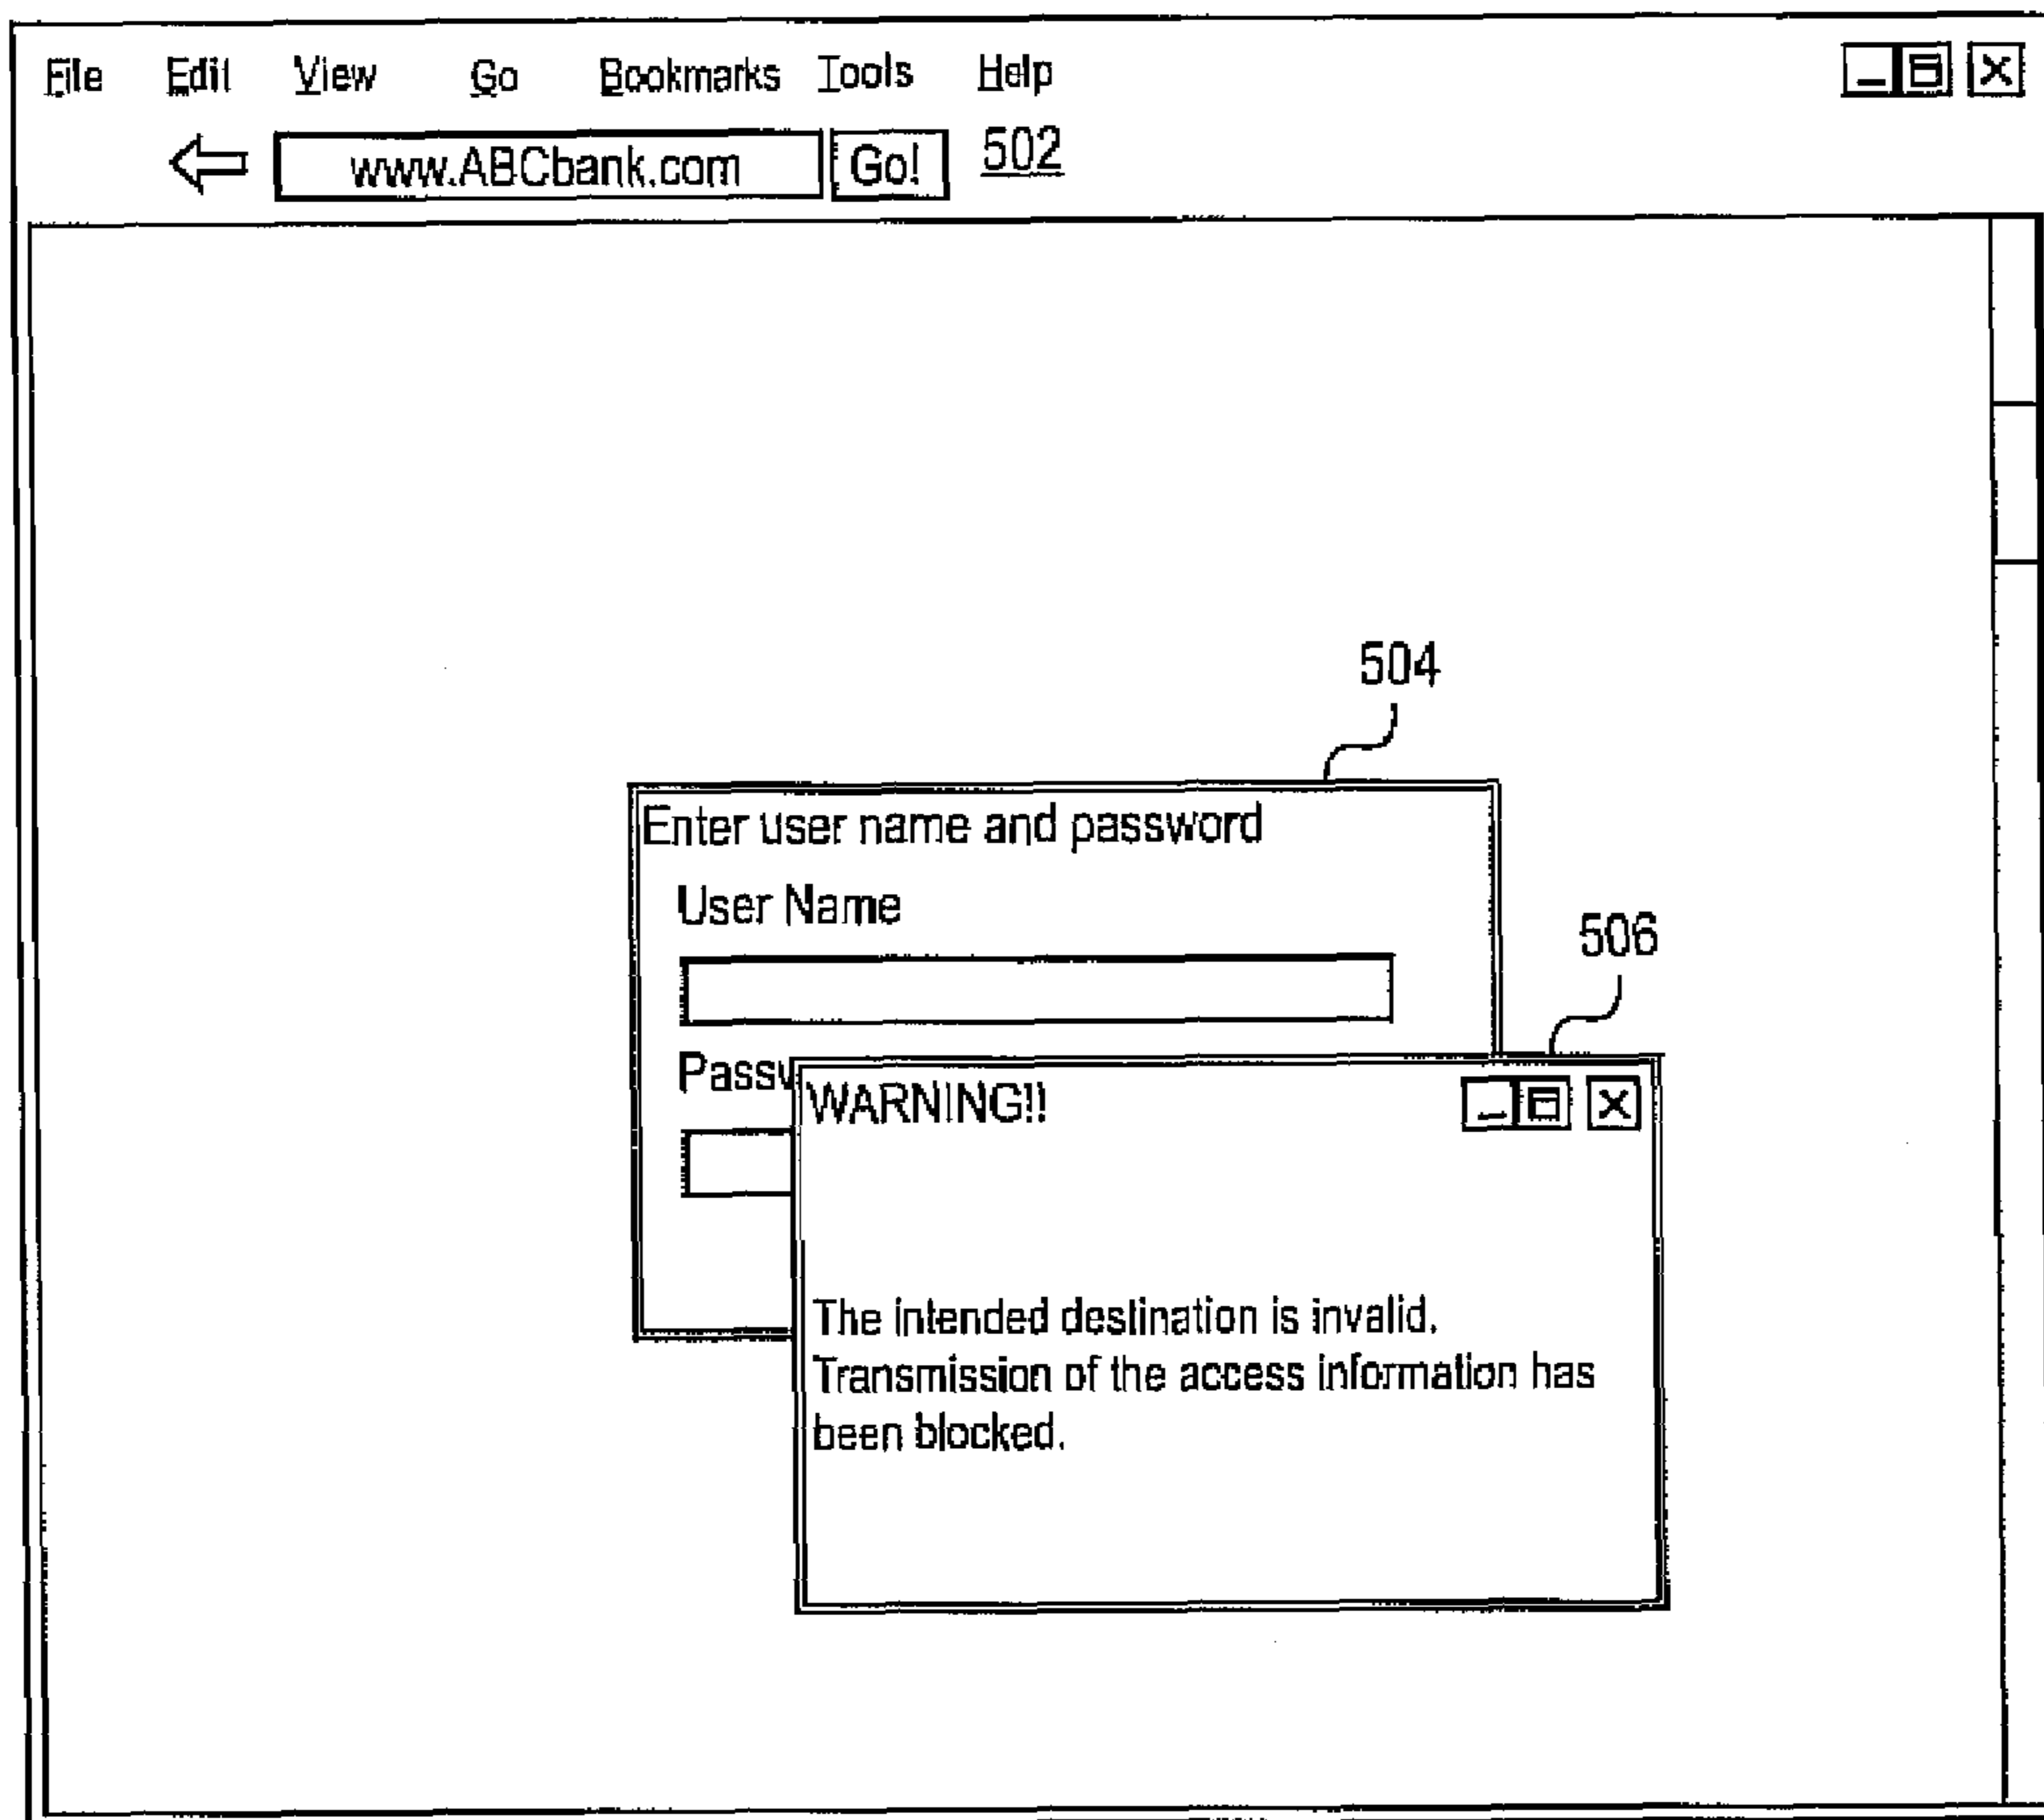 File Edit View Go Bookmarks Tools Help
www.ABCbank.com Go! 502
504
Enter user name and password
User Name
506
Passw
WARNING!!
The intended destination is invalid.
Transmission of the access information has
been blocked.